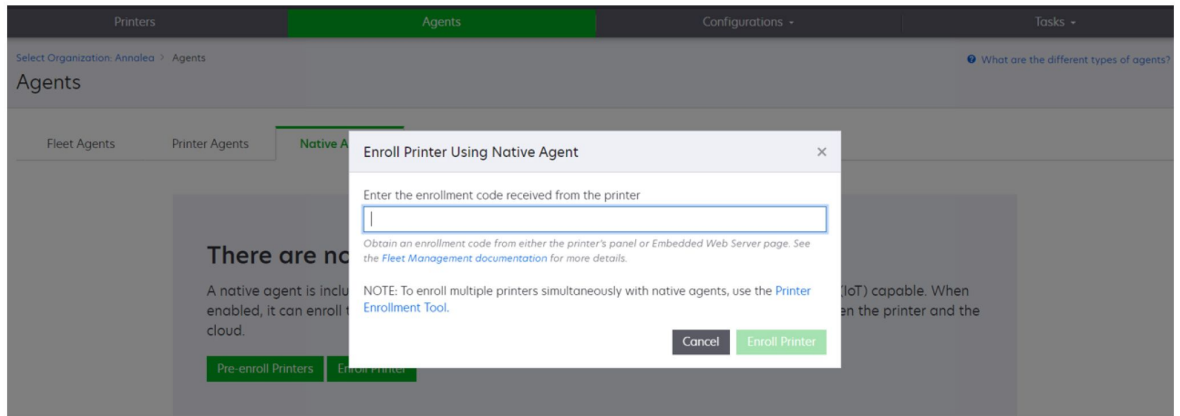 Printers Agents Configurations Tasks
Select Organization: Annalea > Agents
What are the different types of agents?
Agents
Fleet Agents Printer Agents Native A
Enroll Printer Using Native Agent ×
Enter the enrollment code received from the printer
Obtain an enrollment code from either the printer's panel or Embedded Web Server page. See
the Fleet Management documentation for more details.
NOTE: To enroll multiple printers simultaneously with native agents, use the Printer
Enrollment Tool.
Cancel Enroll Printer
There are no
A native agent is inclu (IoT) capable. When
enabled, it can enroll t en the printer and the
cloud.
Pre-enroll Printers Enroll Printer